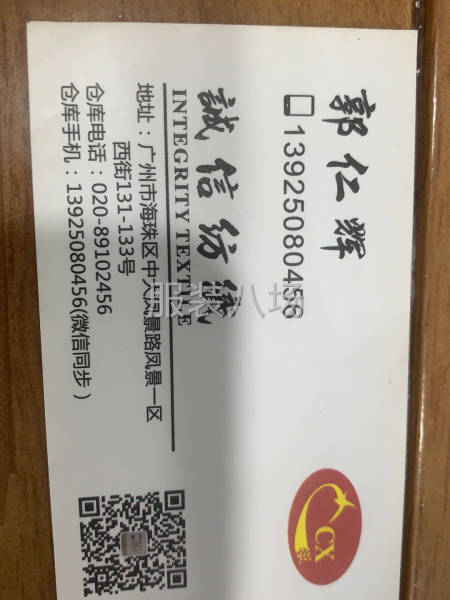 郭仁辉
13925080456
誠信纺織
INTEGRITY TEXTILE
地址：广州市海珠区中大凤景路凤景一区
西街131-133号
仓库电话：020-89102456
仓库手机：13925080456(微信同步）
CX
服装八场